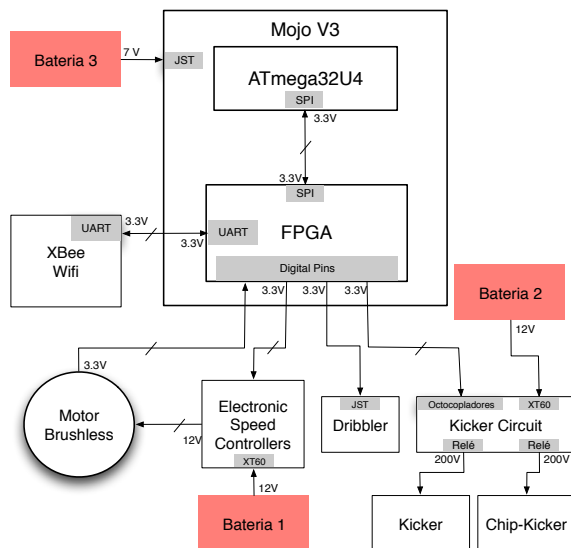 Mojo V3
Bateria 3
7 V
JST
ATmega32U4
SPI
3.3V
3.3V
SPI
XBee
Wifi
UART
3.3V
3.3V
UART
FPGA
Digital Pins
3.3V
3.3V
3.3V
Bateria 2
12V
3.3V
Motor
Brushless
12V
Electronic
Speed
Controllers
XT60
12V
Bateria 1
JST
Dribbler
Octocopladores
XT60
Kicker Circuit
Relé
Relé
200V
200V
Kicker
Chip-Kicker